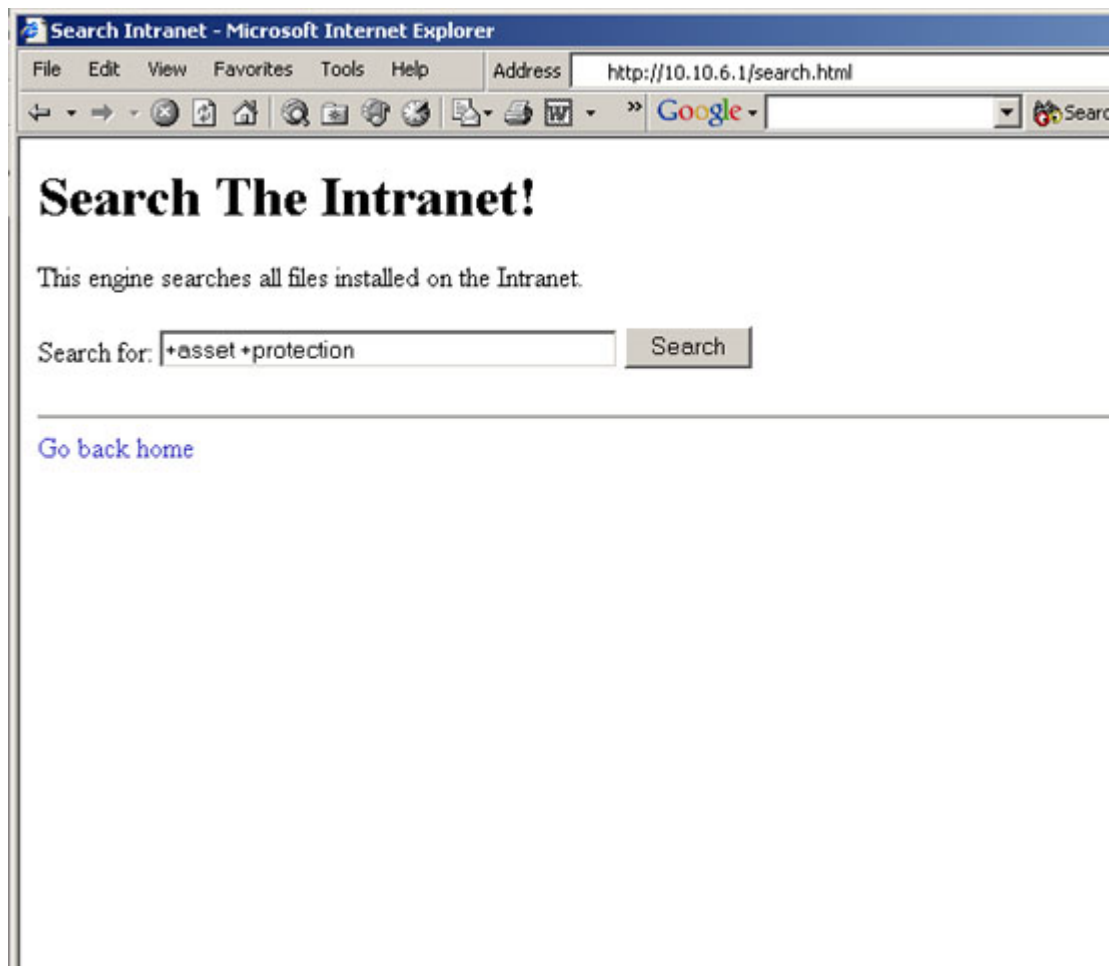 Search Intranet - Microsoft Internet Explorer
File Edit View Favorites Tools Help Address http://10.10.6.1/search.html
» Google Searc
Search The Intranet!
This engine searches all files installed on the Intranet.
Search for: +asset +protection Search
Go back home